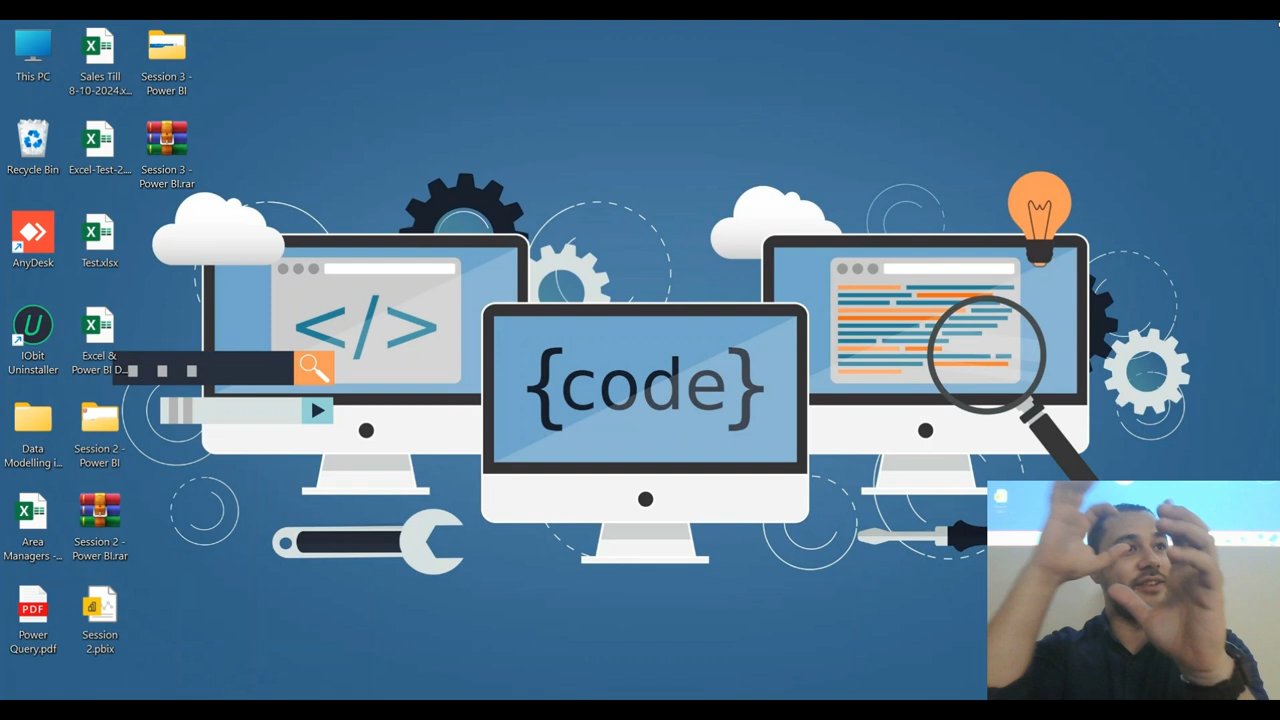 This PC
Sales Till
8-10-2024.x...
Session 3 -
Power BI
Recycle Bin
Excel-Test-2....
Session 3 -
Power BI.rar
AnyDesk
Test.xlsx
IObit
Uninstaller
Excel &
Power BI D...
Data
Modelling i...
Session 2 -
Power BI
Area
Managers -...
Session 2 -
Power BI.rar
PDF
Power
Query.pdf
Session
2.pbix
</>
{code}